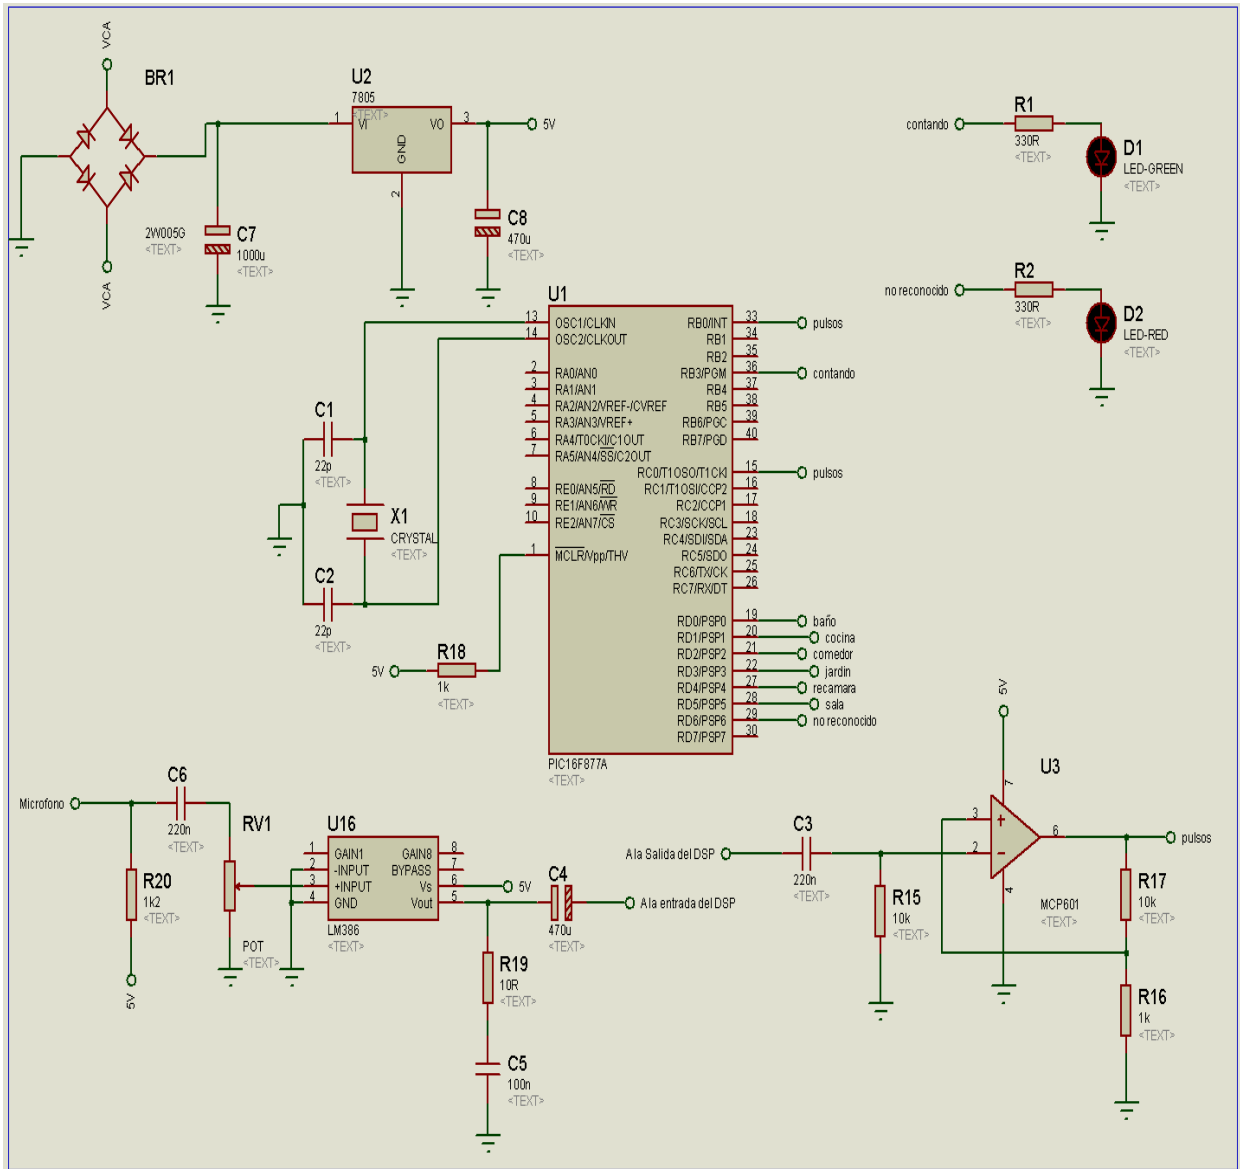 VCA
BR1
2W005G
<TEXT>
VCA
C7
1000u
<TEXT>
U2
7805
<TEXT>
1
VI
VO
3
GND
2
5V
C8
470u
<TEXT>
contando
R1
330R
<TEXT>
D1
LED-GREEN
<TEXT>
no reconocido
R2
330R
<TEXT>
D2
LED-RED
<TEXT>
U1
13 OSC1/CLKIN
14 OSC2/CLKOUT
2 RA0/AN0
3 RA1/AN1
4 RA2/AN2/VREF-/CVREF
5 RA3/AN3/VREF+
6 RA4/T0CKI/C1OUT
7 RA5/AN4/SS/C2OUT
8 RE0/AN5/RD
9 RE1/AN6/WR
10 RE2/AN7/CS
1 MCLR/Vpp/THV
RB0/INT 33 pulsos
RB1 34
RB2 35
RB3/PGM 36 contando
RB4 37
RB5 38
RB6/PGC 39
RB7/PGD 40
RC0/T1OSO/T1CKI 15 pulsos
RC1/T1OSI/CCP2 16
RC2/CCP1 17
RC3/SCK/SCL 18
RC4/SDI/SDA 23
RC5/SDO 24
RC6/TX/CK 25
RC7/RX/DT 26
RD0/PSP0 19 baño
RD1/PSP1 20 cocina
RD2/PSP2 21 comedor
RD3/PSP3 22 jardin
RD4/PSP4 27 recamara
RD5/PSP5 28 sala
RD6/PSP6 29 no reconocido
RD7/PSP7 30
PIC16F877A
<TEXT>
C1
22p
<TEXT>
X1
CRYSTAL
<TEXT>
C2
22p
<TEXT>
5V
R18
1k
<TEXT>
Microfono
C6
220n
<TEXT>
R20
1k2
<TEXT>
5V
RV1
POT
<TEXT>
U16
1 GAIN1
2 -INPUT
3 +INPUT
4 GND
GAIN8 8
BYPASS 7
Vs 6
Vout 5
LM386
<TEXT>
5V
C4
470u
<TEXT>
A la entrada del DSP
R19
10R
<TEXT>
C5
100n
<TEXT>
A la Salida del DSP
C3
220n
<TEXT>
R15
10k
<TEXT>
5V
U3
7
3
2
6
4
MCP601
<TEXT>
pulsos
R17
10k
<TEXT>
R16
1k
<TEXT>